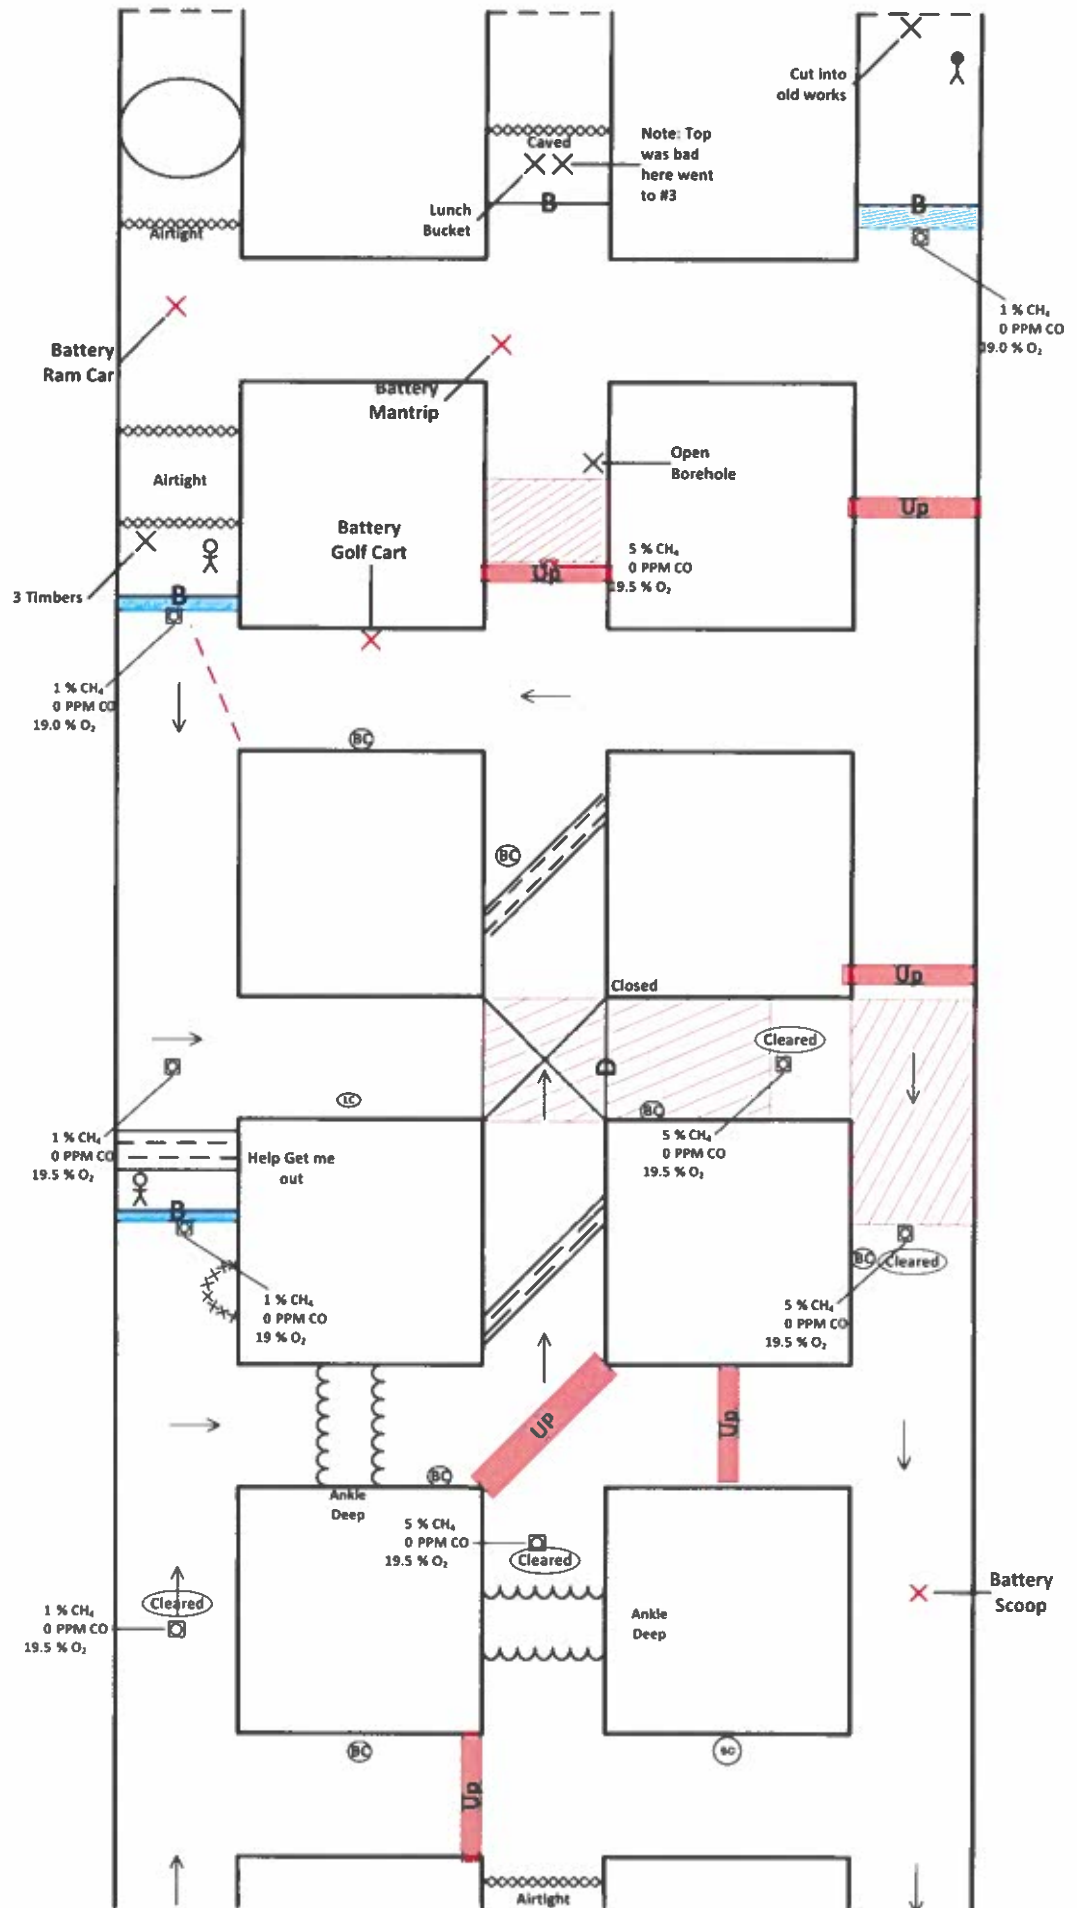 Cut into
old works
Note: Top
was bad
here went
to #3
Caved
Lunch
Bucket
B
B
Airtight
1 % CH₄
0 PPM CO
19.0 % O₂
Battery
Ram Car
Battery
Mantrip
Open
Borehole
Airtight
Up
Battery
Golf Cart
5 % CH₄
0 PPM CO
19.5 % O₂
Up
3 Timbers
B
1 % CH₄
0 PPM CO
19.0 % O₂
BC
BC
Up
Closed
Cleared
D
LC
BC
1 % CH₄
0 PPM CO
19.5 % O₂
5 % CH₄
0 PPM CO
19.5 % O₂
Help Get me
out
B
BC
Cleared
1 % CH₄
0 PPM CO
19 % O₂
5 % CH₄
0 PPM CO
19.5 % O₂
UP
Up
BC
Ankle
Deep
5 % CH₄
0 PPM CO
19.5 % O₂
Cleared
Battery
Scoop
Cleared
1 % CH₄
0 PPM CO
19.5 % O₂
Ankle
Deep
BC
Up
Airtight